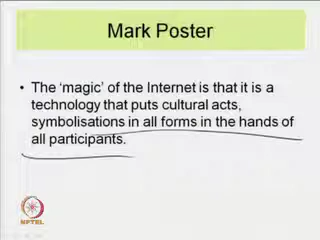 Mark Poster
• The 'magic' of the Internet is that it is a
technology that puts cultural acts,
symbolisations in all forms in the hands of
all participants.
NPTEL